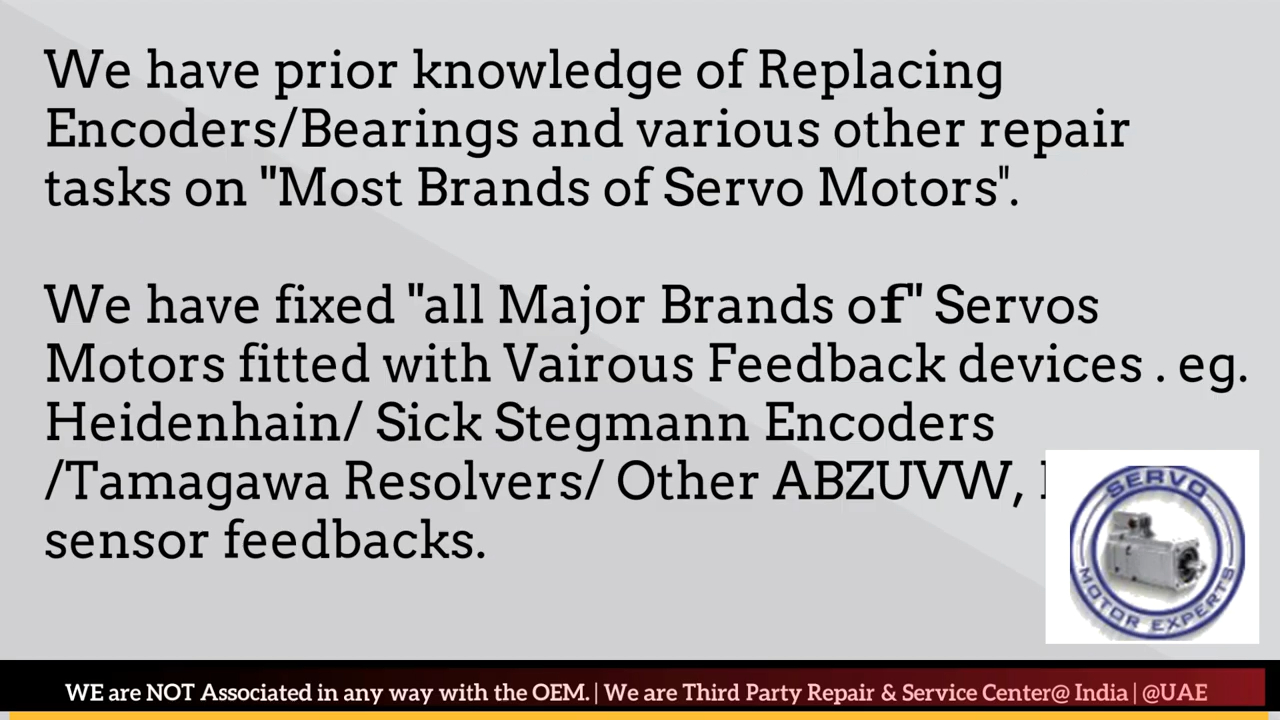 We have prior knowledge of Replacing
Encoders/Bearings and various other repair
tasks on "Most Brands of Servo Motors".
We have fixed "all Major Brands of" Servos
Motors fitted with Vairous Feedback devices . eg.
Heidenhain/ Sick Stegmann Encoders
/Tamagawa Resolvers/ Other ABZUVW,
sensor feedbacks.
SERVO
MOTOR EXPERTS
WE are NOT Associated in any way with the OEM. | We are Third Party Repair & Service Center@ India | @UAE